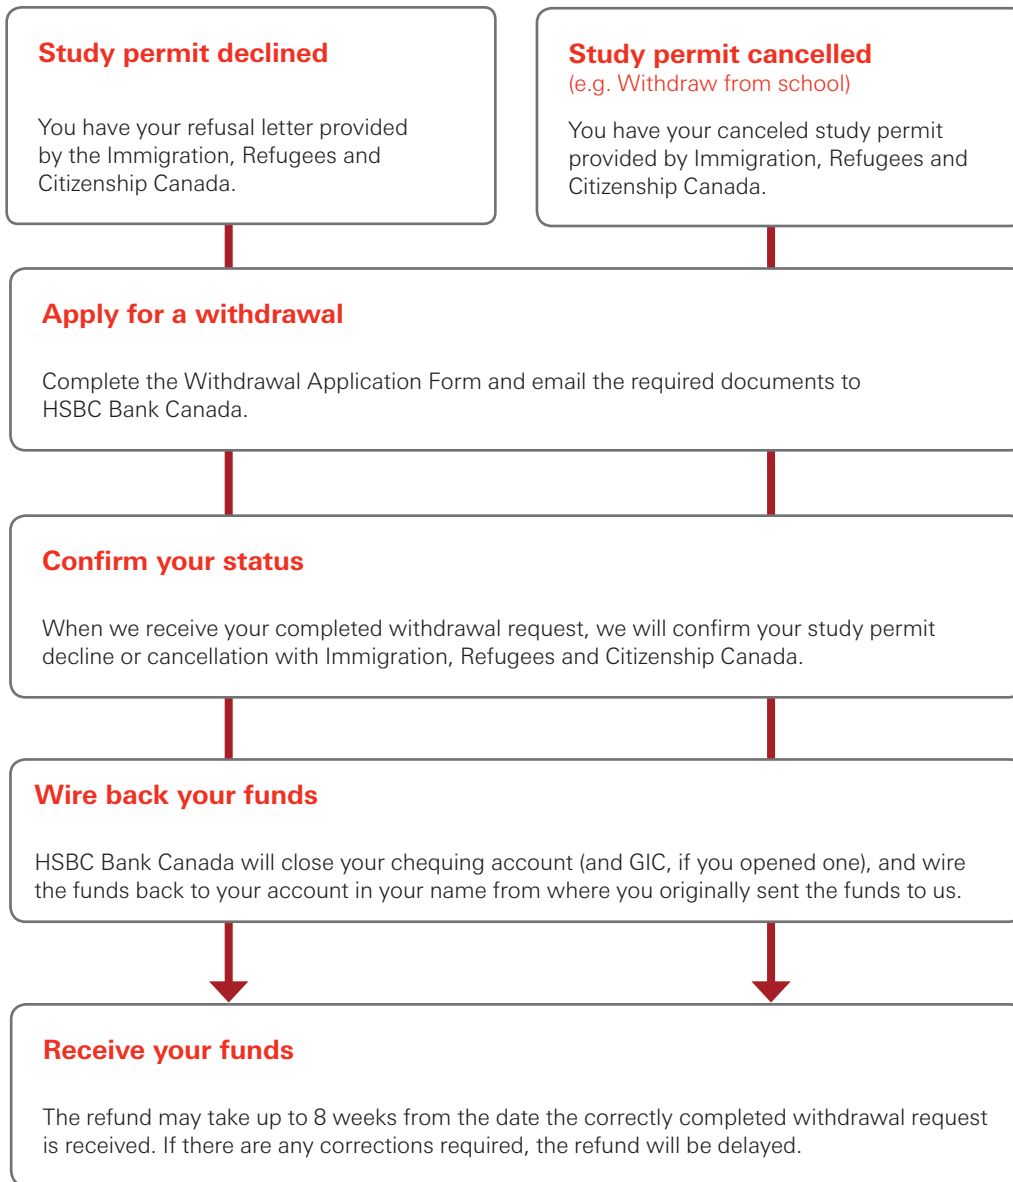 Study permit declined
You have your refusal letter provided
by the Immigration, Refugees and
Citizenship Canada.
Study permit cancelled
(e.g. Withdraw from school)
You have your canceled study permit
provided by Immigration, Refugees and
Citizenship Canada.
Apply for a withdrawal
Complete the Withdrawal Application Form and email the required documents to
HSBC Bank Canada.
Confirm your status
When we receive your completed withdrawal request, we will confirm your study permit
decline or cancellation with Immigration, Refugees and Citizenship Canada.
Wire back your funds
HSBC Bank Canada will close your chequing account (and GIC, if you opened one), and wire
the funds back to your account in your name from where you originally sent the funds to us.
Receive your funds
The refund may take up to 8 weeks from the date the correctly completed withdrawal request
is received. If there are any corrections required, the refund will be delayed.